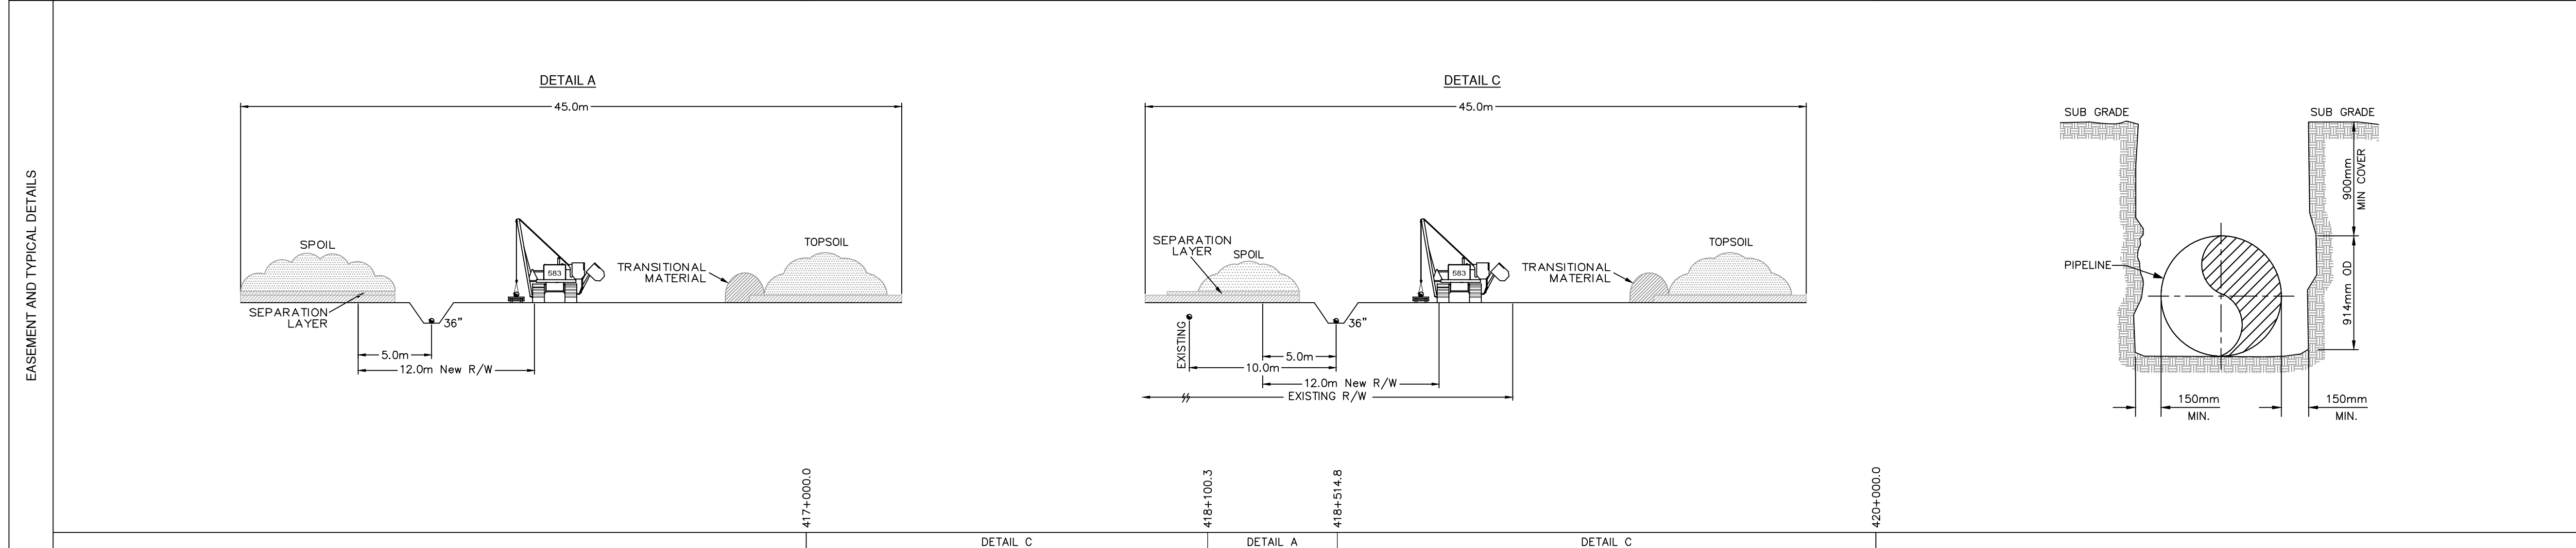 EASEMENT AND TYPICAL DETAILS
DETAIL A
45.0m
SPOIL
SEPARATION
LAYER
583
TRANSITIONAL
MATERIAL
TOPSOIL
36"
5.0m
12.0m New R/W
DETAIL C
45.0m
SEPARATION
LAYER
SPOIL
583
TRANSITIONAL
MATERIAL
TOPSOIL
36"
EXISTING
5.0m
10.0m
12.0m New R/W
EXISTING R/W
SUB GRADE
SUB GRADE
900mm
MIN COVER
PIPELINE
914mm OD
150mm
MIN.
150mm
MIN.
417+000.0
418+100.3
418+514.8
420+000.0
DETAIL C
DETAIL A
DETAIL C